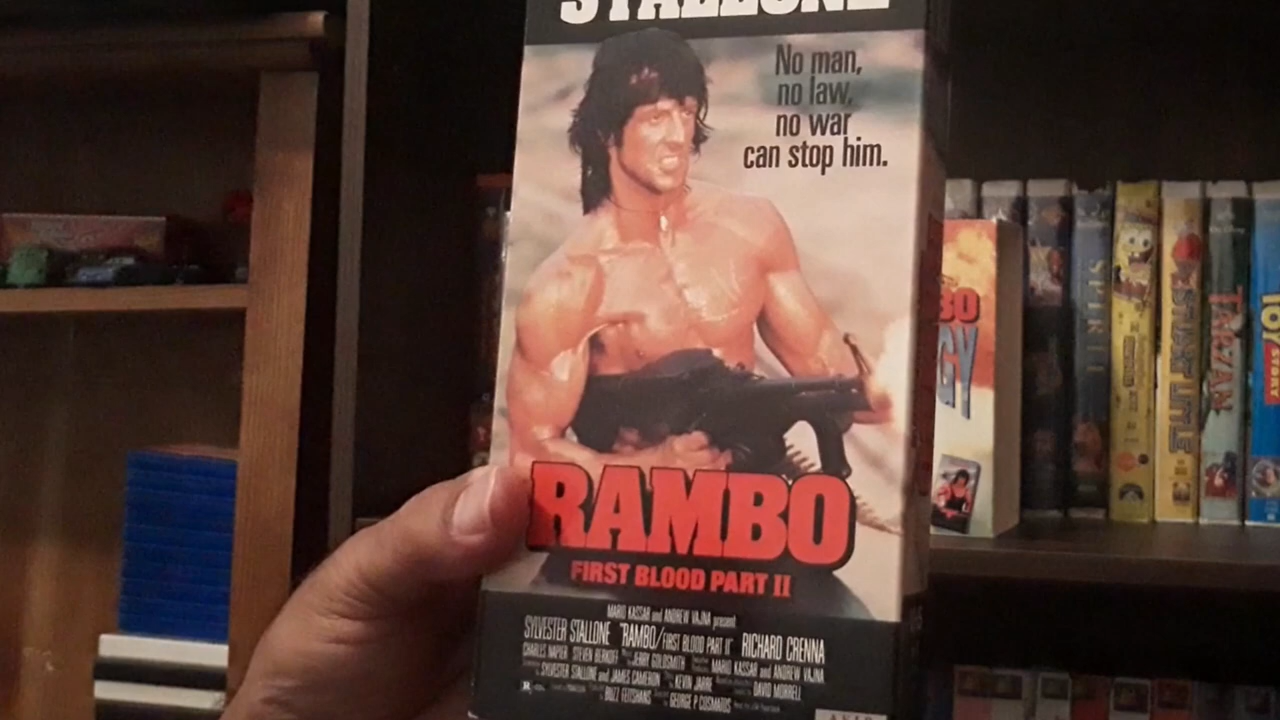 STALLONE
No man,
no law,
no war
can stop him.
RAMBO
FIRST BLOOD PART II
MARIO KASSAR and ANDREW VAJNA present
SYLVESTER STALLONE "RAMBO/FIRST BLOOD PART II" RICHARD CRENNA
CHARLES NAPIER STEVEN BERKOFF JERRY GOLDSMITH MARIO KASSAR and ANDREW VAJNA
SYLVESTER STALLONE and JAMES CAMERON KEVIN JARRE DAVID MORRELL
R BUZZ FEITSHANS GEORGE P. COSMATOS
BO
GY
SPIRIT
STUART LITTLE
TARZAN
TOY
STORY